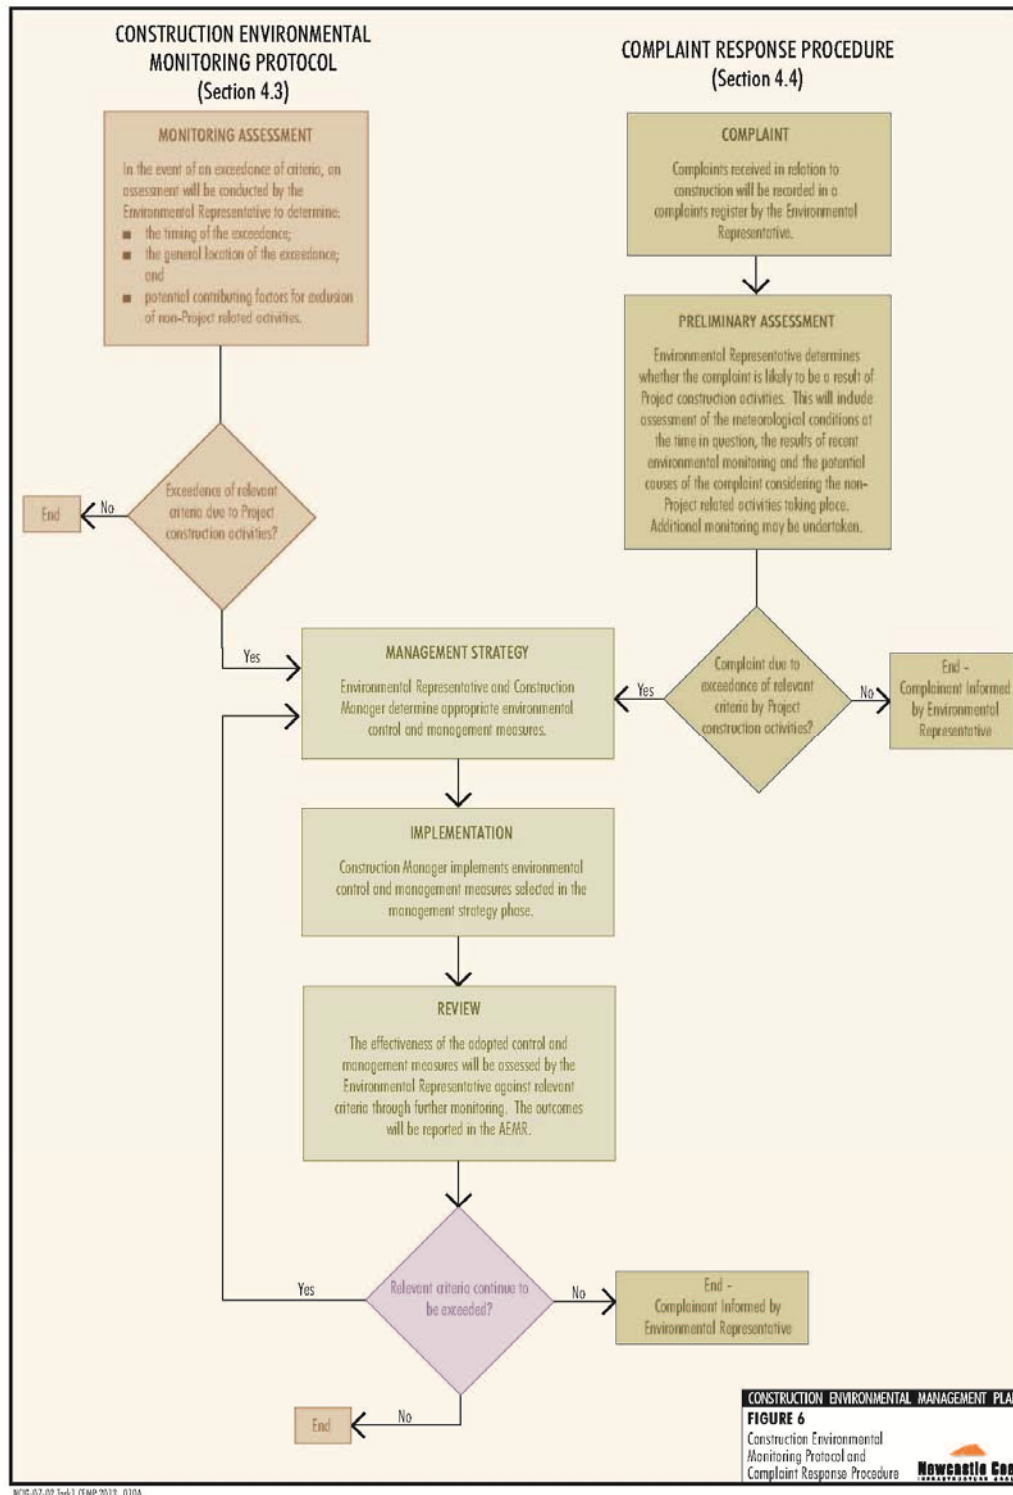 CONSTRUCTION ENVIRONMENTAL
MONITORING PROTOCOL
(Section 4.3)
MONITORING ASSESSMENT
In the event of an exceedance of criteria, an
assessment will be conducted by the
Environmental Representative to determine:
■ the timing of the exceedance;
■ the general location of the exceedance;
and
■ potential contributing factors for exclusion
of non-Project related activities.
Exceedence of relevant
criteria due to Project
construction activities?
No
End
Yes
COMPLAINT RESPONSE PROCEDURE
(Section 4.4)
COMPLAINT
Complaints received in relation to
construction will be recorded in a
complaints register by the Environmental
Representative.
PRELIMINARY ASSESSMENT
Environmental Representative determines
whether the complaint is likely to be a result of
Project construction activities. This will include
assessment of the meteorological conditions at
the time in question, the results of recent
environmental monitoring and the potential
causes of the complaint considering the non-
Project related activities taking place.
Additional monitoring may be undertaken.
Complaint due to
exceedance of relevant
criteria by Project
construction activities?
Yes
No
End -
Complainant Informed
by Environmental
Representative
MANAGEMENT STRATEGY
Environmental Representative and Construction
Manager determine appropriate environmental
control and management measures.
IMPLEMENTATION
Construction Manager implements environmental
control and management measures selected in the
management strategy phase.
REVIEW
The effectiveness of the adopted control and
management measures will be assessed by the
Environmental Representative against relevant
criteria through further monitoring. The outcomes
will be reported in the AEMR.
Relevant criteria continue to
be exceeded?
Yes
No
End -
Complainant Informed by
Environmental Representative
No
End
CONSTRUCTION ENVIRONMENTAL MANAGEMENT PLA
FIGURE 6
Construction Environmental
Monitoring Protocol and
Complaint Response Procedure
Newcastle Coa
INFRASTRUCTURE GROU